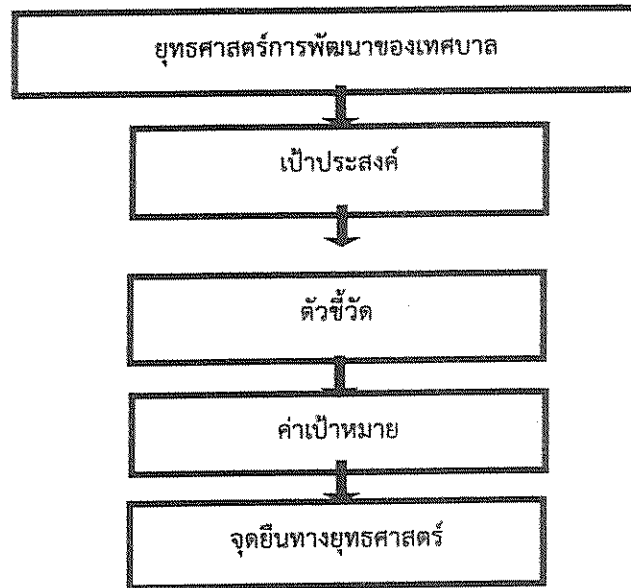 ยุทธศาสตร์การพัฒนาของเทศบาล
เป้าประสงค์
ตัวชี้วัด
ค่าเป้าหมาย
จุดยืนทางยุทธศาสตร์